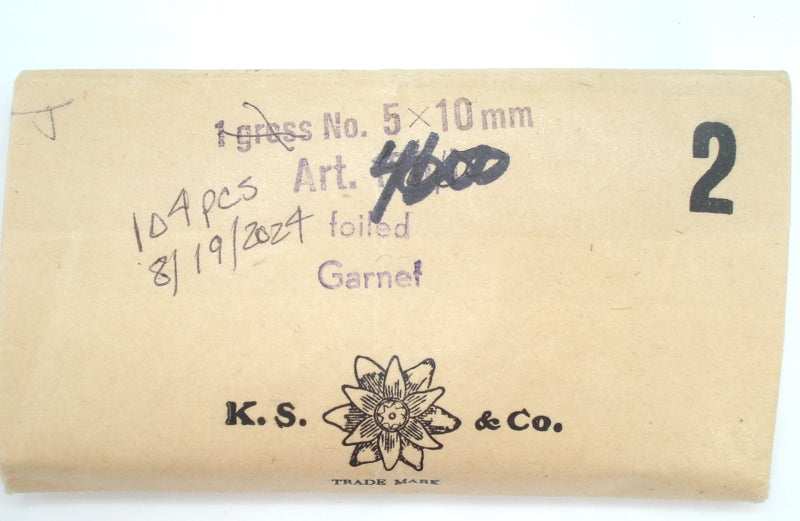 1 gross No. 5 × 10 mm
Art. 4600
2
104 pcs
8/19/2024
foiled
Garnet
K. S. & Co.
TRADE MARK